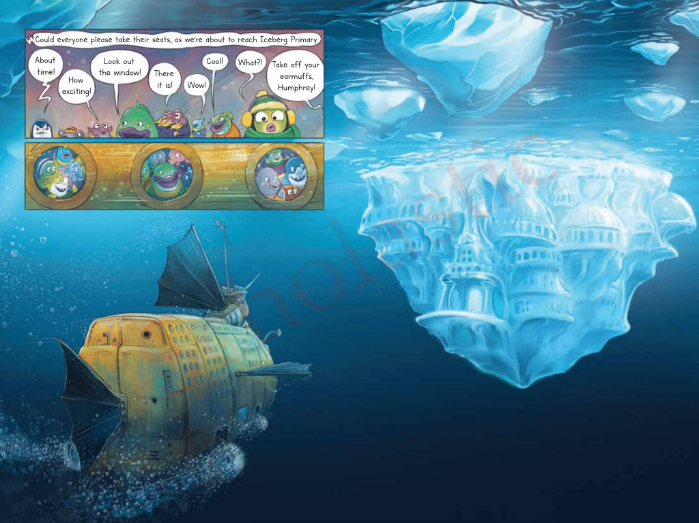 Could everyone please take their seats, as we're about to reach Iceberg Primary
About
time!
How
exciting!
Look out
the window!
There
it is!
Wow!
Cool!
What?!
Take off your
earmuffs,
Humphrey!